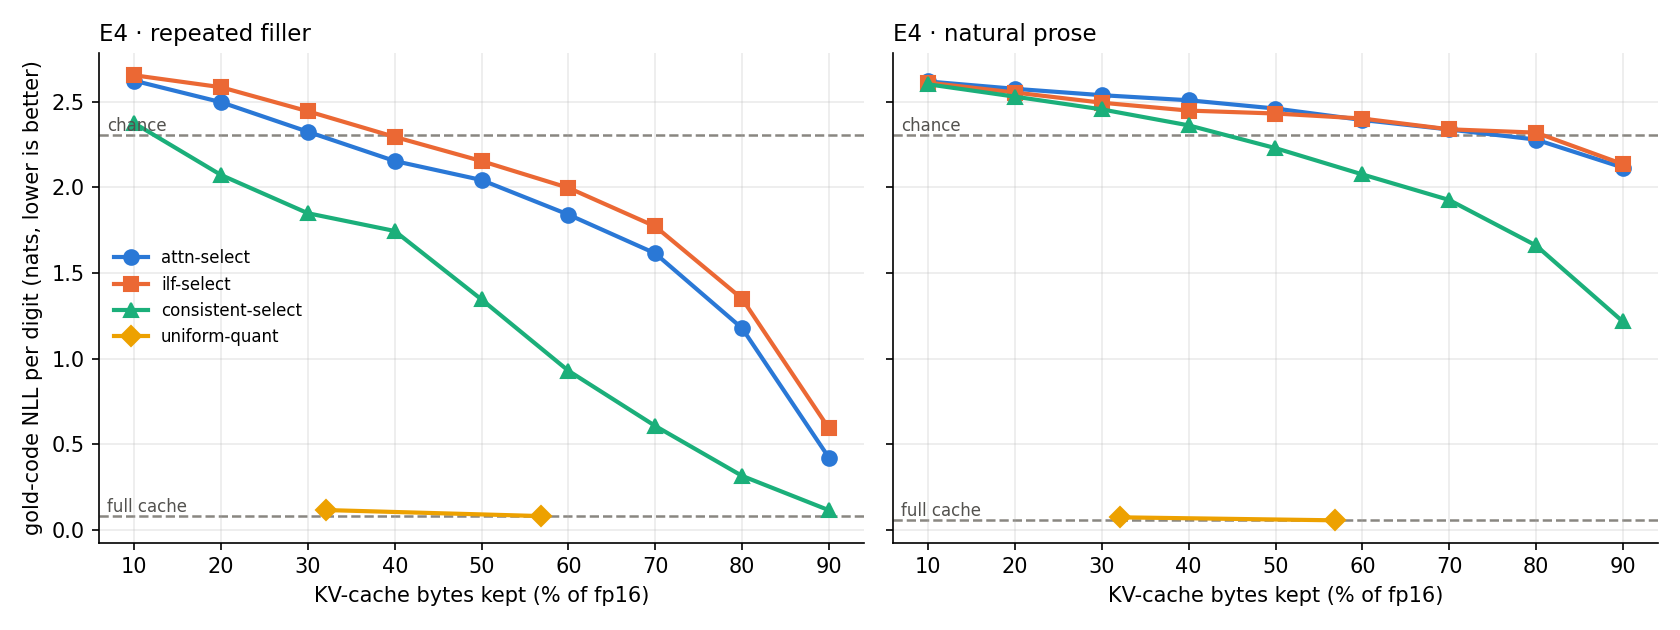 E4 · repeated filler
gold-code NLL per digit (nats, lower is better)
2.5
2.0
1.5
1.0
0.5
0.0
chance
attn-select
ilf-select
consistent-select
uniform-quant
full cache
10 20 30 40 50 60 70 80 90
KV-cache bytes kept (% of fp16)
E4 · natural prose
chance
full cache
10 20 30 40 50 60 70 80 90
KV-cache bytes kept (% of fp16)